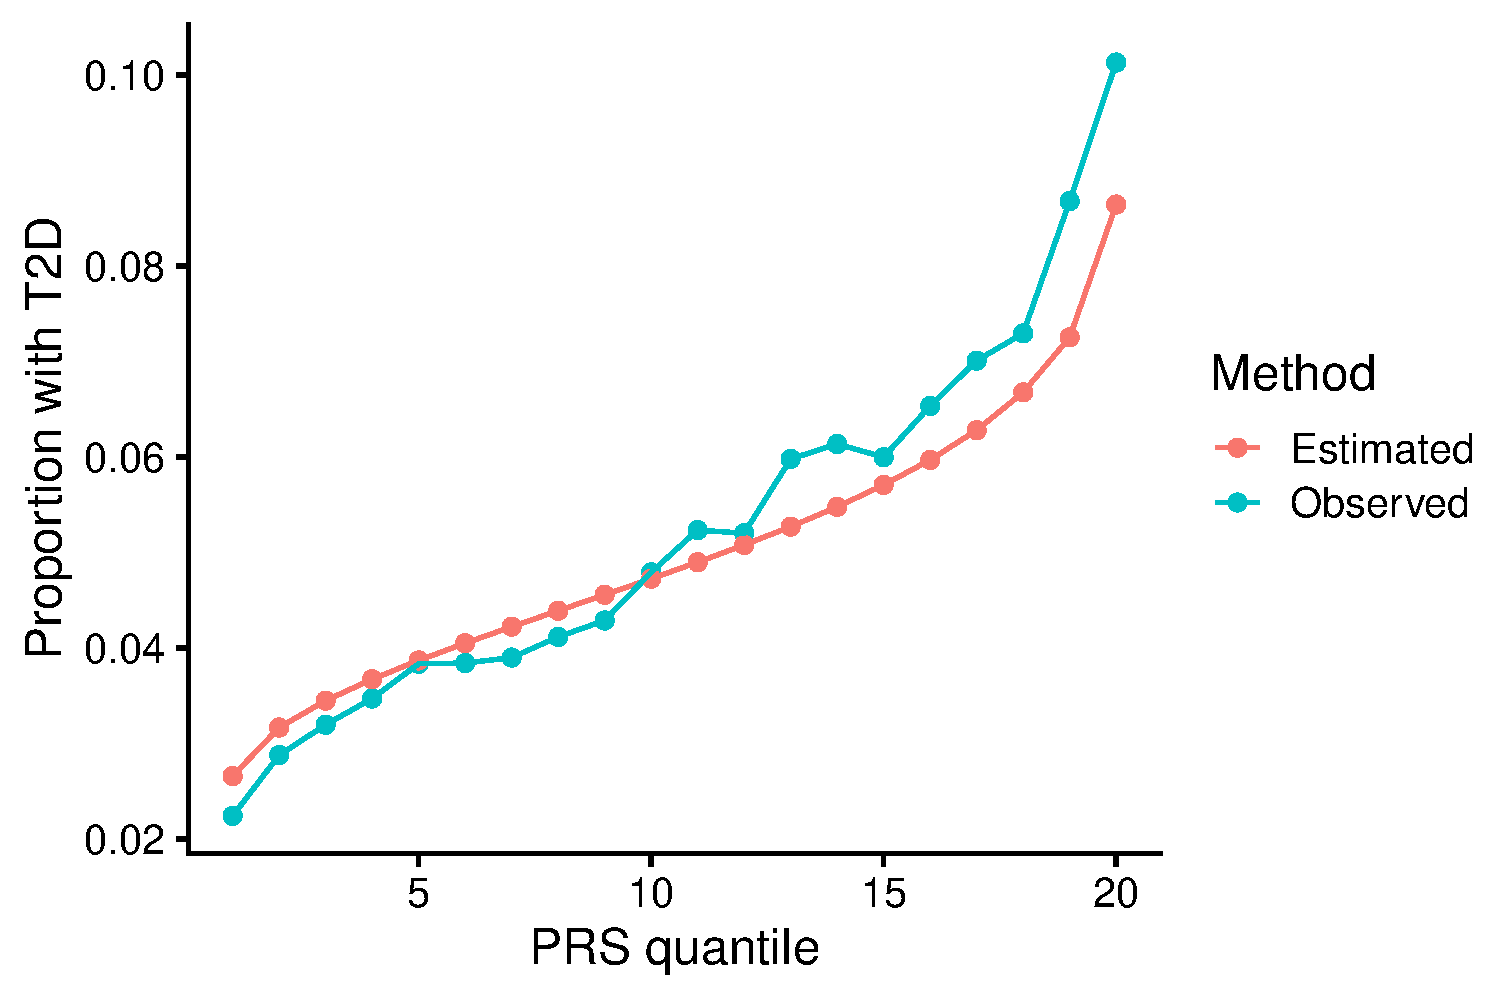 Proportion with T2D
0.10
0.08
0.06
0.04
0.02
5 10 15 20
PRS quantile
Method
Estimated
Observed